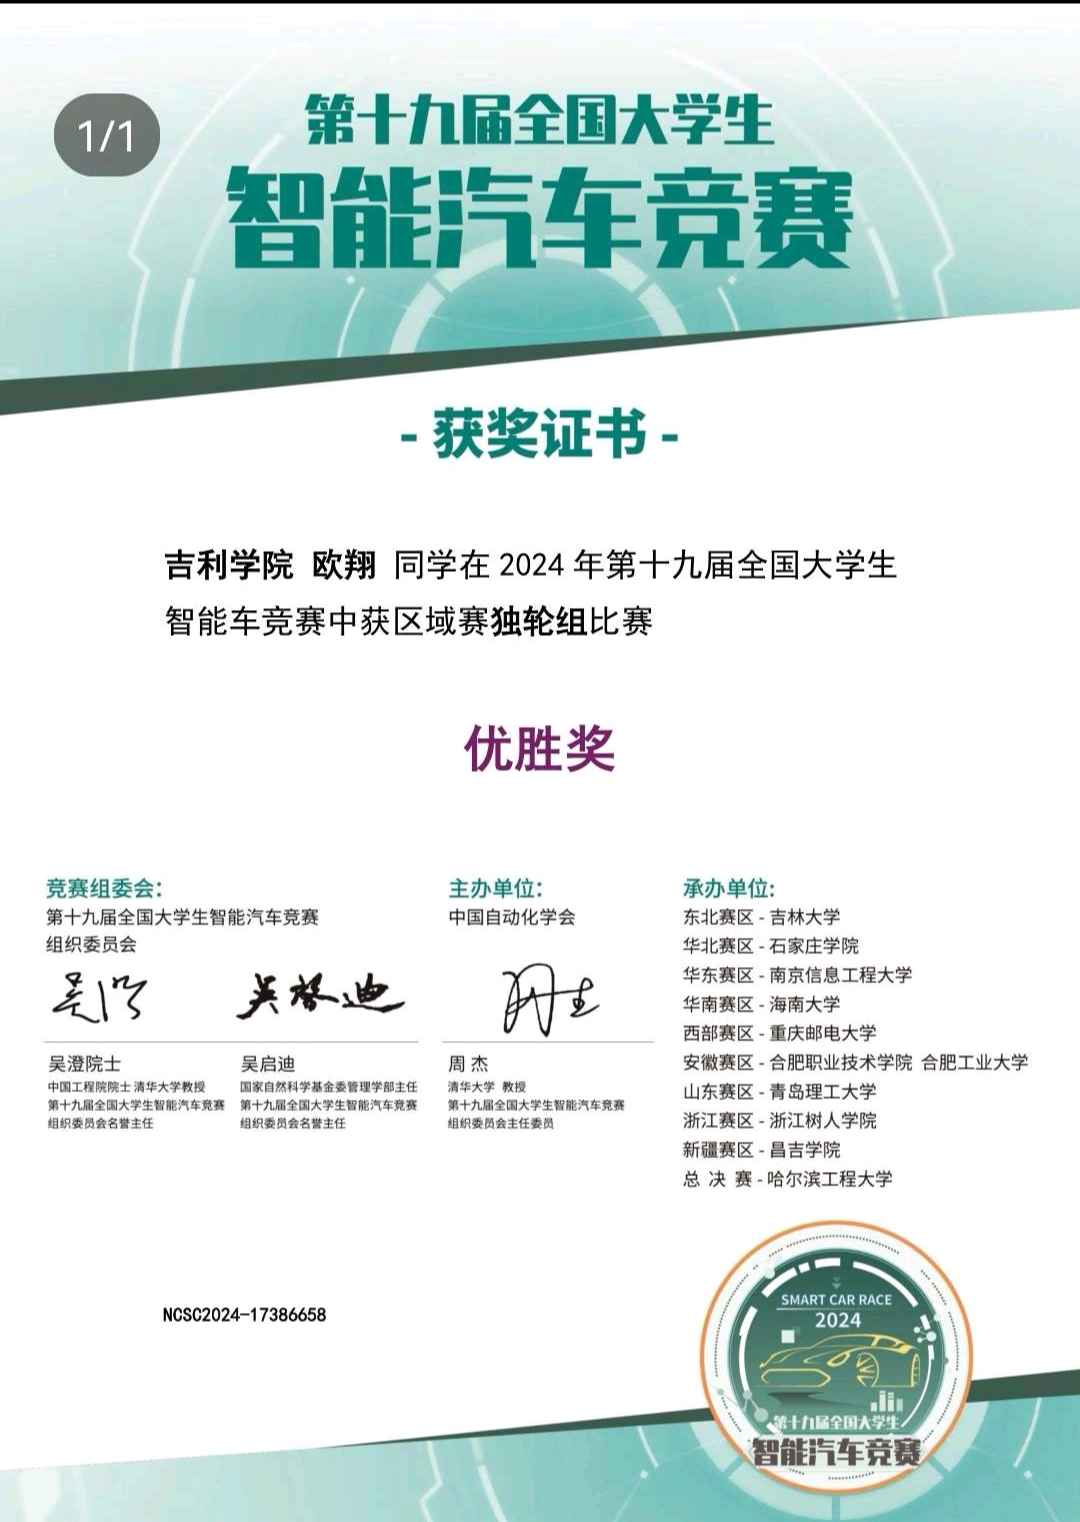 1/1
第十九届全国大学生
智能汽车竞赛
- 获奖证书 -
吉利学院 欧翔 同学在 2024 年第十九届全国大学生
智能车竞赛中获区域赛独轮组比赛
优胜奖
竞赛组委会：
第十九届全国大学生智能汽车竞赛
组织委员会
吴澄
吴启迪
吴澄院士
中国工程院院士 清华大学教授
第十九届全国大学生智能汽车竞赛
组织委员会名誉主任
吴启迪
国家自然科学基金委管理学部主任
第十九届全国大学生智能汽车竞赛
组织委员会名誉主任
主办单位：
中国自动化学会
周 杰
清华大学 教授
第十九届全国大学生智能汽车竞赛
组织委员会主任委员
承办单位:
东北赛区 - 吉林大学
华北赛区 - 石家庄学院
华东赛区 - 南京信息工程大学
华南赛区 - 海南大学
西部赛区 - 重庆邮电大学
安徽赛区 - 合肥职业技术学院 合肥工业大学
山东赛区 - 青岛理工大学
浙江赛区 - 浙江树人学院
新疆赛区 - 昌吉学院
总 决 赛 - 哈尔滨工程大学
NCSC2024-17386658
SMART CAR RACE
2024
第十九届全国大学生
智能汽车竞赛